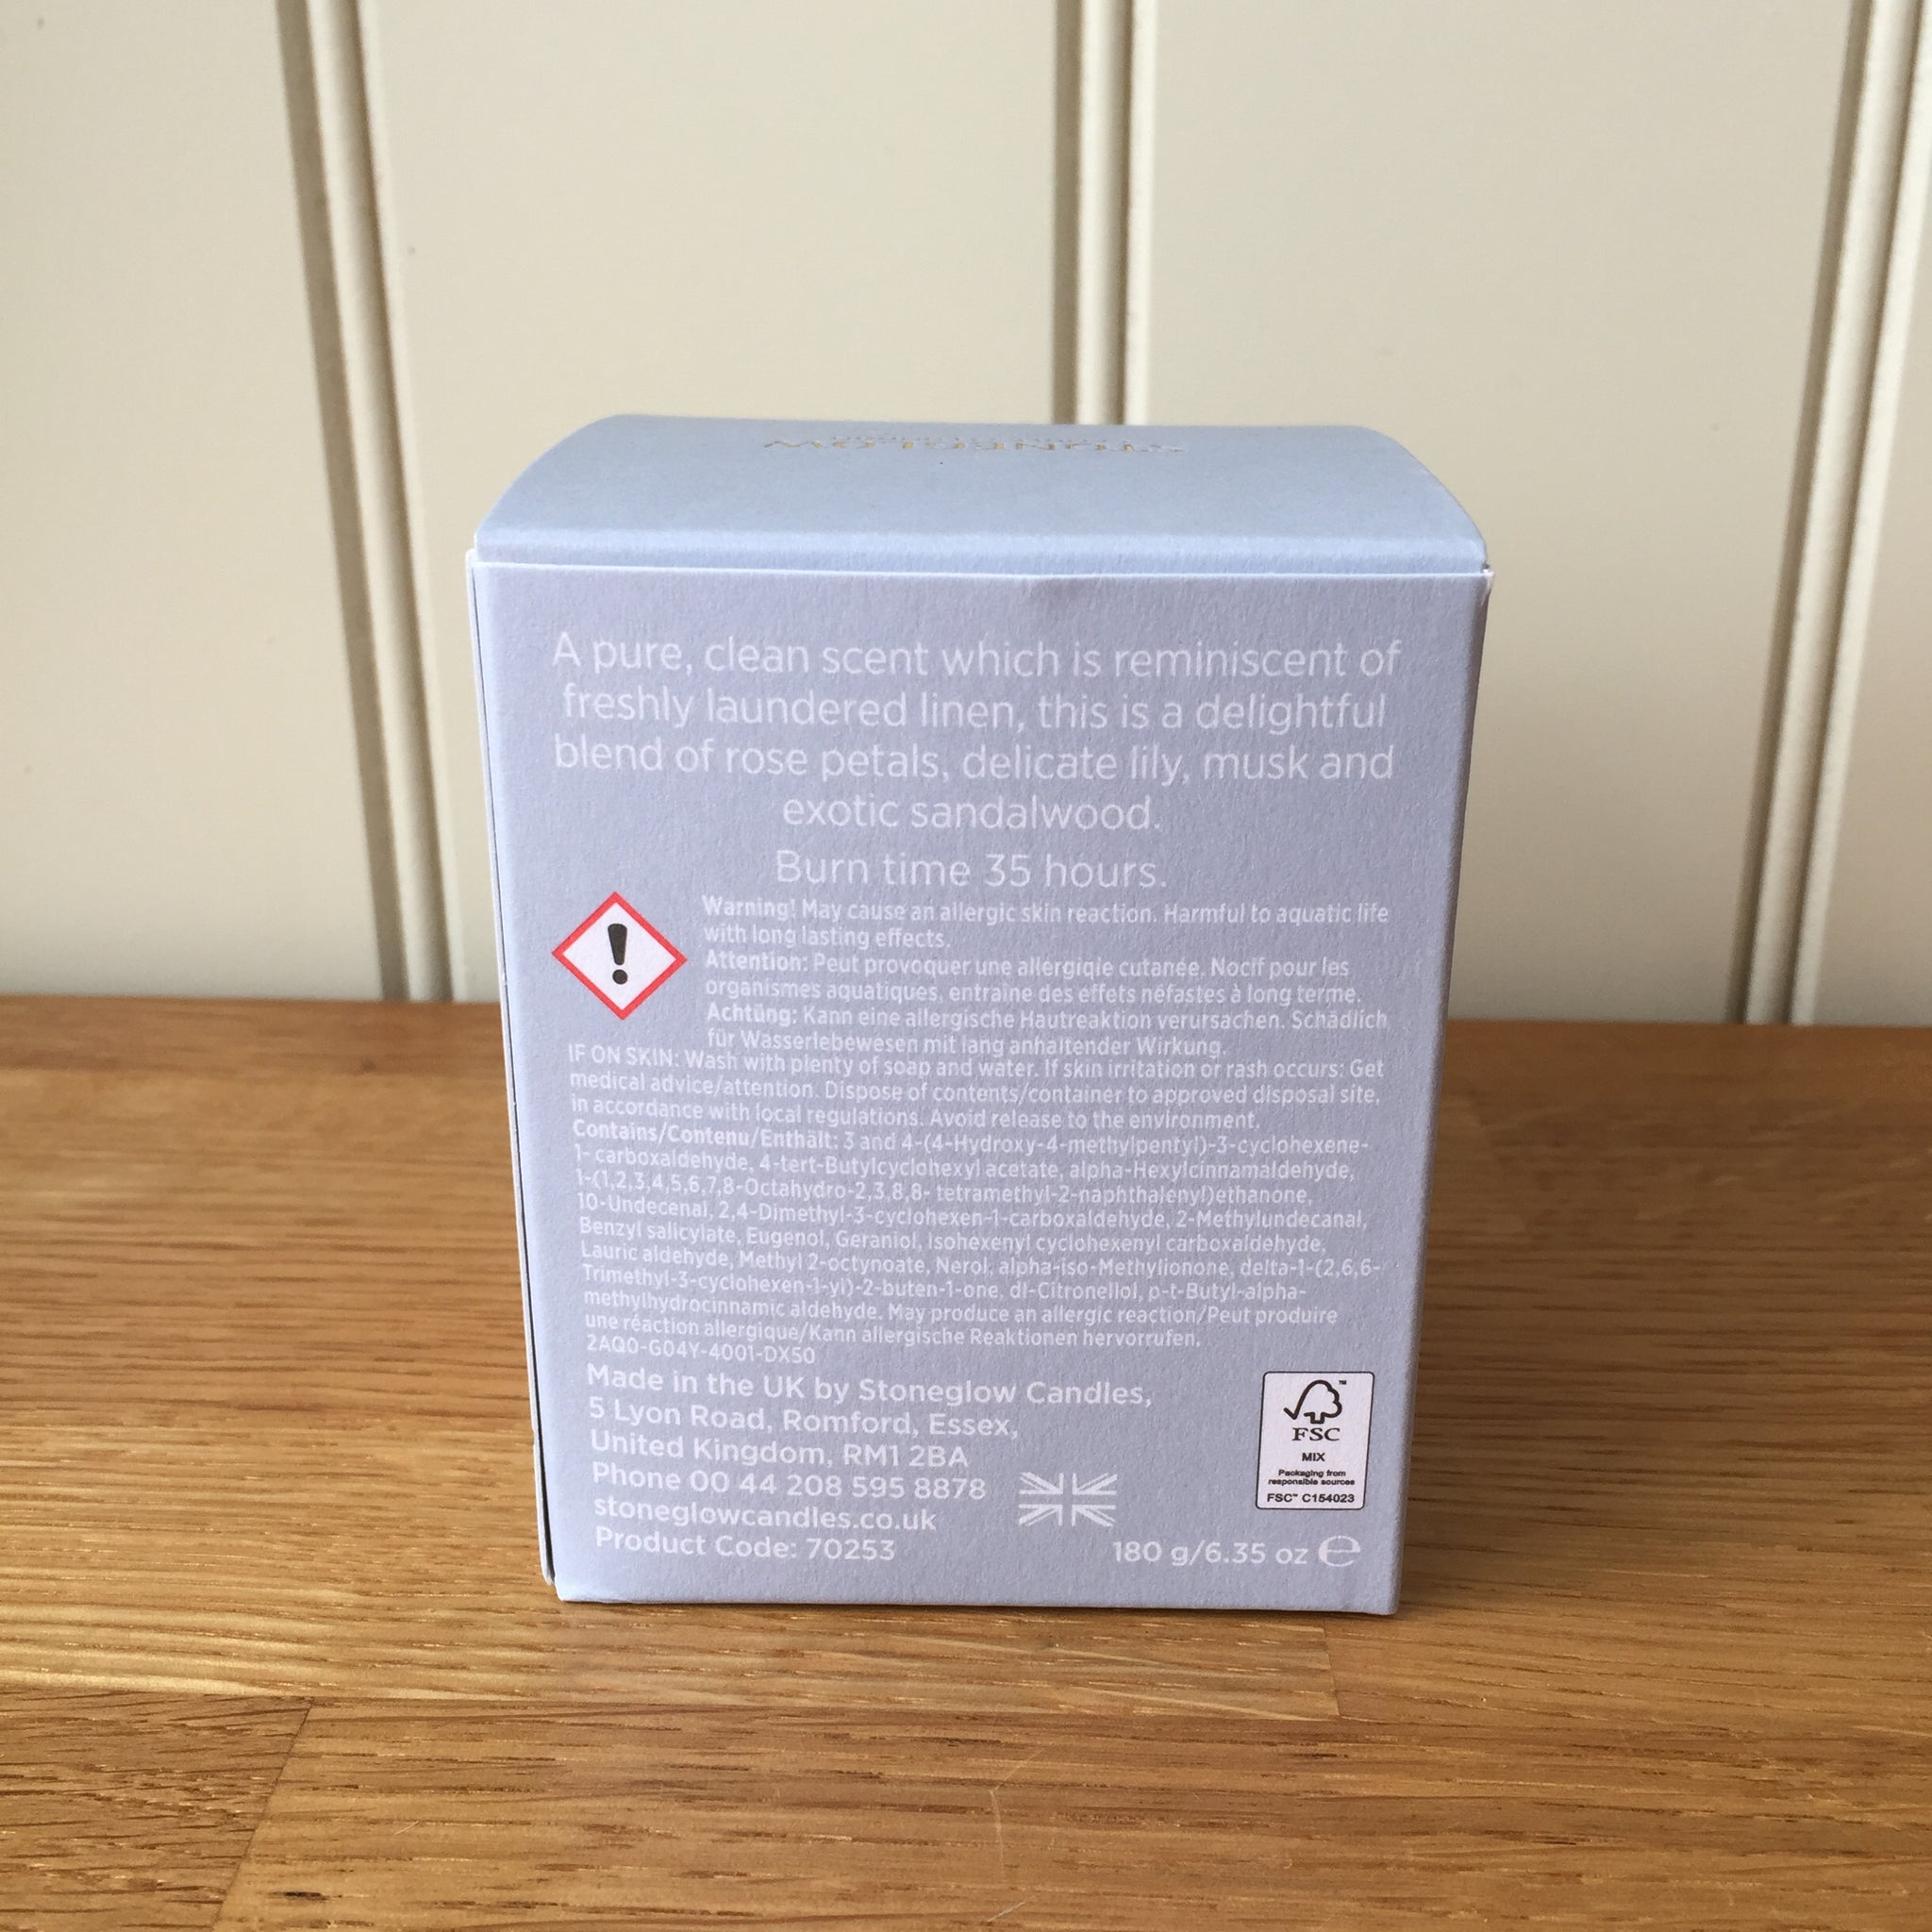 STONEGLOW
A pure, clean scent which is reminiscent of
freshly laundered linen, this is a delightful
blend of rose petals, delicate lily, musk and
exotic sandalwood.
Burn time 35 hours.
Warning! May cause an allergic skin reaction. Harmful to aquatic life
with long lasting effects.
Attention: Peut provoquer une allergiqie cutanée. Nocif pour les
organismes aquatiques, entraîne des effets néfastes à long terme.
Achtüng: Kann eine allergische Hautreaktion verursachen. Schädlich
für Wasserlebewesen mit lang anhaltender Wirkung.
IF ON SKIN: Wash with plenty of soap and water. If skin irritation or rash occurs: Get
medical advice/attention. Dispose of contents/container to approved disposal site,
in accordance with local regulations. Avoid release to the environment.
Contains/Contenu/Enthält: 3 and 4-(4-Hydroxy-4-methylpentyl)-3-cyclohexene-
1- carboxaldehyde, 4-tert-Butylcyclohexyl acetate, alpha-Hexylcinnamaldehyde,
1-(1,2,3,4,5,6,7,8-Octahydro-2,3,8,8- tetramethyl-2-naphthalenyl)ethanone,
10-Undecenal, 2,4-Dimethyl-3-cyclohexen-1-carboxaldehyde, 2-Methylundecanal,
Benzyl salicylate, Eugenol, Geraniol, Isohexenyl cyclohexenyl carboxaldehyde,
Lauric aldehyde, Methyl 2-octynoate, Nerol, alpha-iso-Methylionone, delta-1-(2,6,6-
Trimethyl-3-cyclohexen-1-yl)-2-buten-1-one, dl-Citronellol, p-t-Butyl-alpha-
methylhydrocinnamic aldehyde. May produce an allergic reaction/Peut produire
une réaction allergique/Kann allergische Reaktionen hervorrufen.
2AQ0-G04Y-4001-DX50
Made in the UK by Stoneglow Candles,
5 Lyon Road, Romford, Essex,
United Kingdom, RM1 2BA
Phone 00 44 208 595 8878
stoneglowcandles.co.uk
Product Code: 70253
180 g/6.35 oz ℮
FSC™
MIX
Packaging from
responsible sources
FSC™ C154023